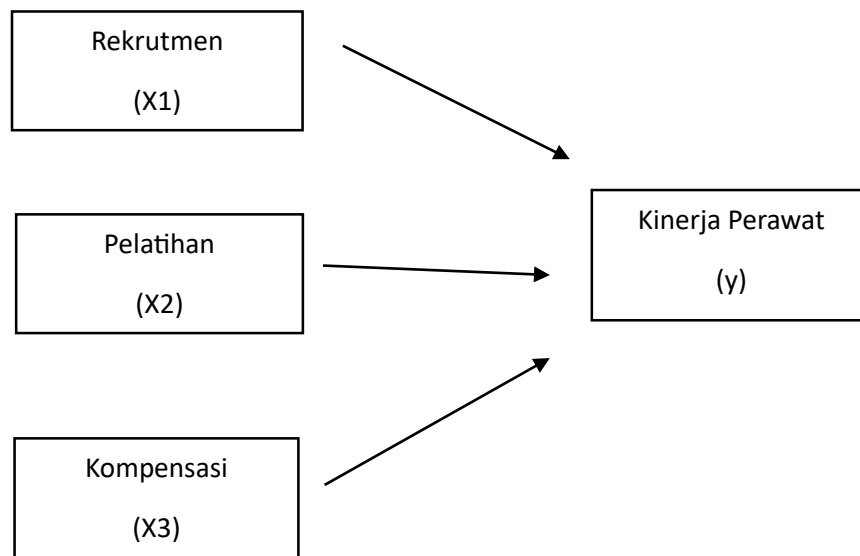 Rekrutmen
(X1)
Pelatihan
(X2)
Kinerja Perawat
(y)
Kompensasi
(X3)